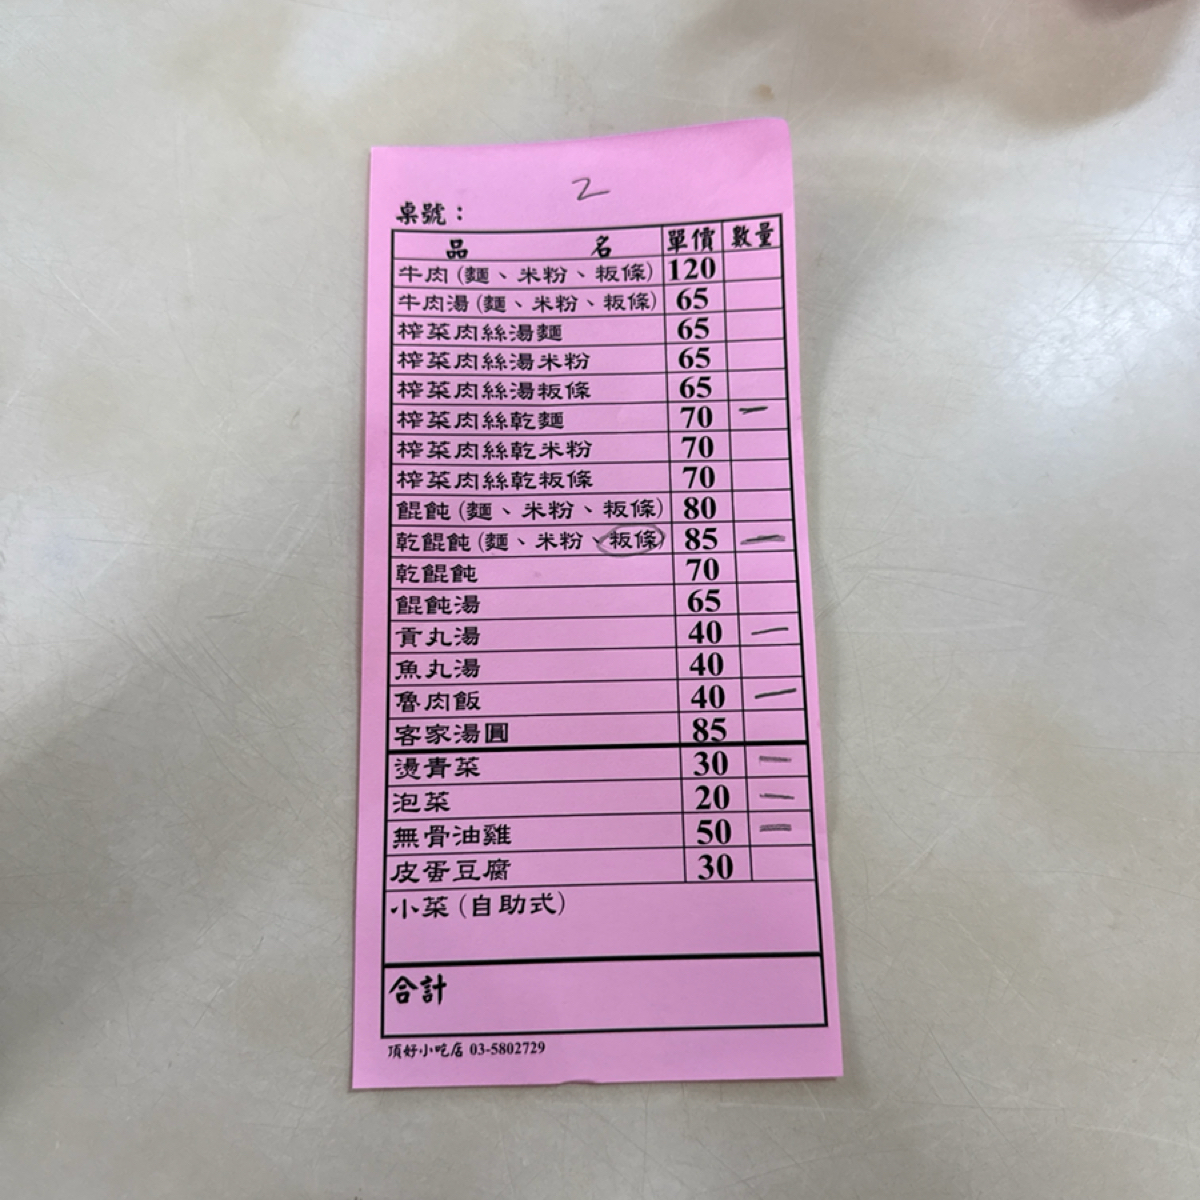 2
桌號：
品名 單價 數量
牛肉(麵、米粉、粄條) 120
牛肉湯(麵、米粉、粄條) 65
榨菜肉絲湯麵 65
榨菜肉絲湯米粉 65
榨菜肉絲湯粄條 65
榨菜肉絲乾麵 70 一
榨菜肉絲乾米粉 70
榨菜肉絲乾粄條 70
餛飩(麵、米粉、粄條) 80
乾餛飩(麵、米粉、粄條) 85 一
乾餛飩 70
餛飩湯 65
貢丸湯 40 一
魚丸湯 40
魯肉飯 40 一
客家湯圓 85
燙青菜 30 一
泡菜 20 一
無骨油雞 50 一
皮蛋豆腐 30
小菜(自助式)
合計
頂好小吃店 03-5802729